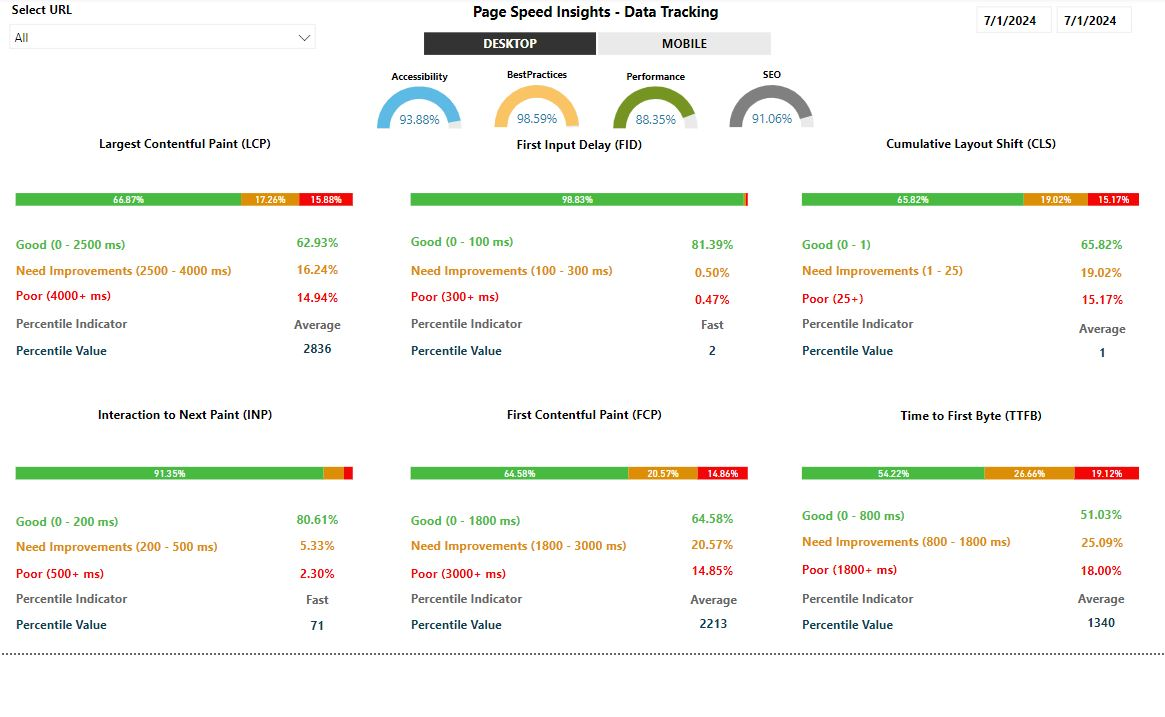 Select URL
All
Page Speed Insights - Data Tracking
7/1/2024 7/1/2024
DESKTOP MOBILE
Accessibility
93.88%
BestPractices
98.59%
Performance
88.35%
SEO
91.06%
Largest Contentful Paint (LCP)
66.87% 17.26% 15.88%
Good (0 - 2500 ms) 62.93%
Need Improvements (2500 - 4000 ms) 16.24%
Poor (4000+ ms) 14.94%
Percentile Indicator Average
Percentile Value 2836
First Input Delay (FID)
98.83%
Good (0 - 100 ms) 81.39%
Need Improvements (100 - 300 ms) 0.50%
Poor (300+ ms) 0.47%
Percentile Indicator Fast
Percentile Value 2
Cumulative Layout Shift (CLS)
65.82% 19.02% 15.17%
Good (0 - 1) 65.82%
Need Improvements (1 - 25) 19.02%
Poor (25+) 15.17%
Percentile Indicator Average
Percentile Value 1
Interaction to Next Paint (INP)
91.35%
Good (0 - 200 ms) 80.61%
Need Improvements (200 - 500 ms) 5.33%
Poor (500+ ms) 2.30%
Percentile Indicator Fast
Percentile Value 71
First Contentful Paint (FCP)
64.58% 20.57% 14.86%
Good (0 - 1800 ms) 64.58%
Need Improvements (1800 - 3000 ms) 20.57%
Poor (3000+ ms) 14.85%
Percentile Indicator Average
Percentile Value 2213
Time to First Byte (TTFB)
54.22% 26.66% 19.12%
Good (0 - 800 ms) 51.03%
Need Improvements (800 - 1800 ms) 25.09%
Poor (1800+ ms) 18.00%
Percentile Indicator Average
Percentile Value 1340